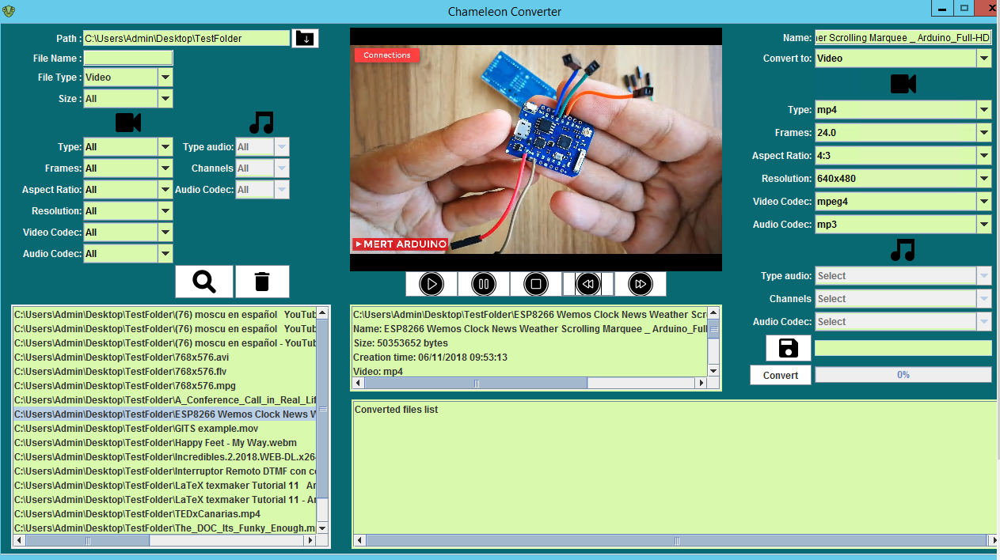 Chameleon Converter
Path : C:\Users\Admin\Desktop\TestFolder
File Name :
File Type : Video
Size : All
Type: All
Frames: All
Aspect Ratio: All
Resolution: All
Video Codec: All
Audio Codec: All
Type audio: All
Channels All
Audio Codec: All
C:\Users\Admin\Desktop\TestFolder\(76) moscu en español YouTub
C:\Users\Admin\Desktop\TestFolder\(76) moscu en español YouTub
C:\Users\Admin\Desktop\TestFolder\(76) moscu en español - YouTub
C:\Users\Admin\Desktop\TestFolder\768x576.avi
C:\Users\Admin\Desktop\TestFolder\768x576.flv
C:\Users\Admin\Desktop\TestFolder\768x576.mpg
C:\Users\Admin\Desktop\TestFolder\A_Conference_Call_in_Real_Lif
C:\Users\Admin\Desktop\TestFolder\ESP8266 Wemos Clock News W
C:\Users\Admin\Desktop\TestFolder\GITS example.mov
C:\Users\Admin\Desktop\TestFolder\Happy Feet - My Way.webm
C:\Users\Admin\Desktop\TestFolder\Incredibles.2.2018.WEB-DL.x264
C:\Users\Admin\Desktop\TestFolder\Interruptor Remoto DTMF con co
C:\Users\Admin\Desktop\TestFolder\LaTeX texmaker Tutorial 11 Ar
C:\Users\Admin\Desktop\TestFolder\LaTeX texmaker Tutorial 11 - Ar
C:\Users\Admin\Desktop\TestFolder\TEDxCanarias.mp4
C:\Users\Admin\Desktop\TestFolder\The_DOC_Its_Funky_Enough.m
Connections
MERT ARDUINO
C:\Users\Admin\Desktop\TestFolder\ESP8266 Wemos Clock News Weather Scr
Name: ESP8266 Wemos Clock News Weather Scrolling Marquee _ Arduino_Full
Size: 50353652 bytes
Creation time: 06/11/2018 09:53:13
Video: mp4
Converted files list
Name: er Scrolling Marquee _ Arduino_Full-HD
Convert to: Video
Type: mp4
Frames: 24.0
Aspect Ratio: 4:3
Resolution: 640x480
Video Codec: mpeg4
Audio Codec: mp3
Type audio: Select
Channels Select
Audio Codec: Select
Convert 0%